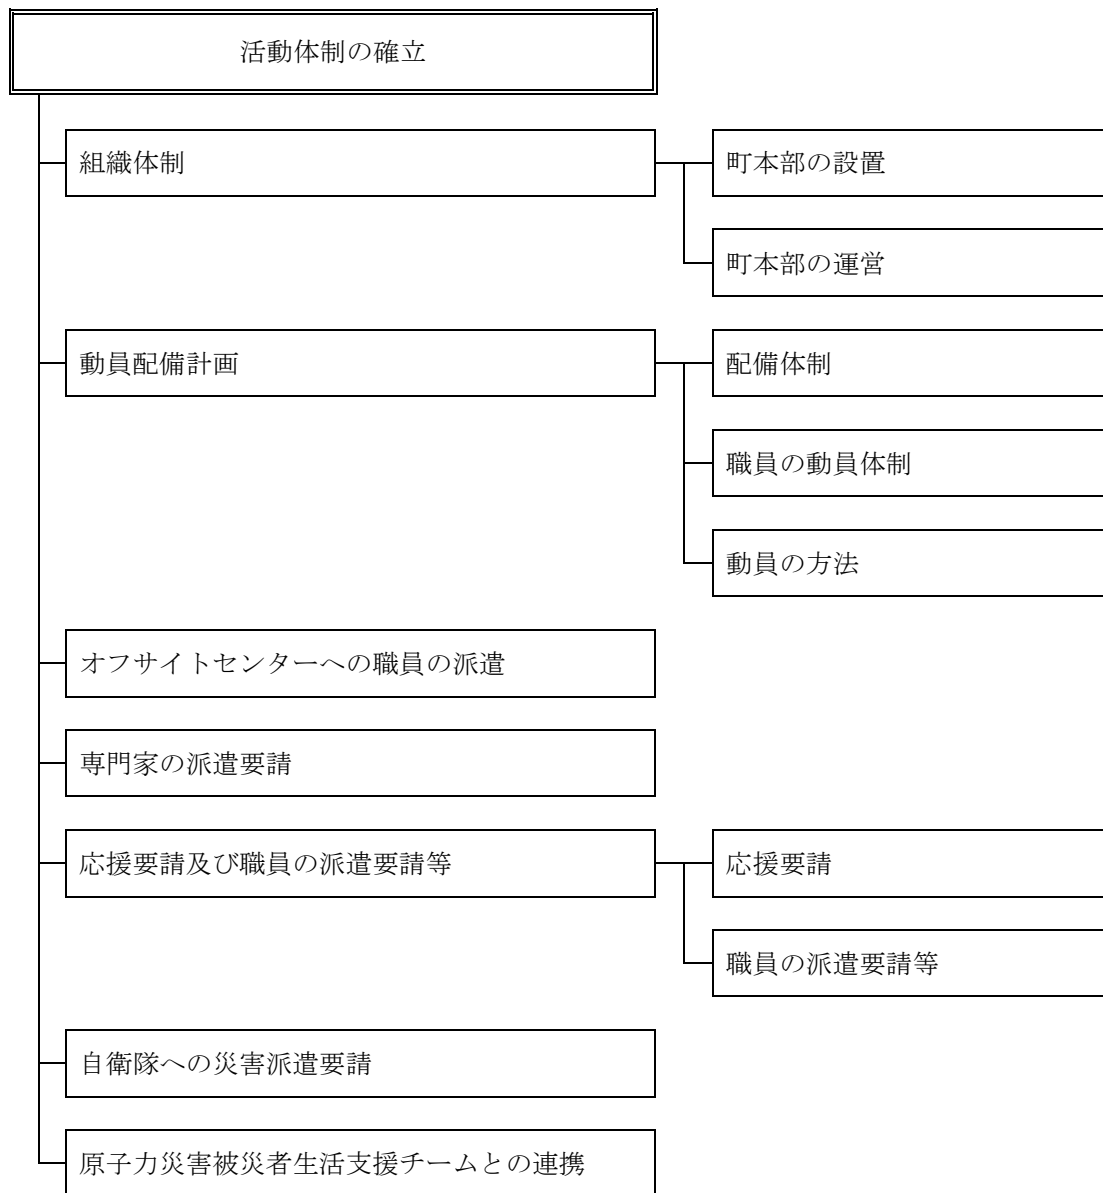 活動体制の確立
組織体制
町本部の設置
町本部の運営
動員配備計画
配備体制
職員の動員体制
動員の方法
オフサイトセンターへの職員の派遣
専門家の派遣要請
応援要請及び職員の派遣要請等
応援要請
職員の派遣要請等
自衛隊への災害派遣要請
原子力災害被災者生活支援チームとの連携